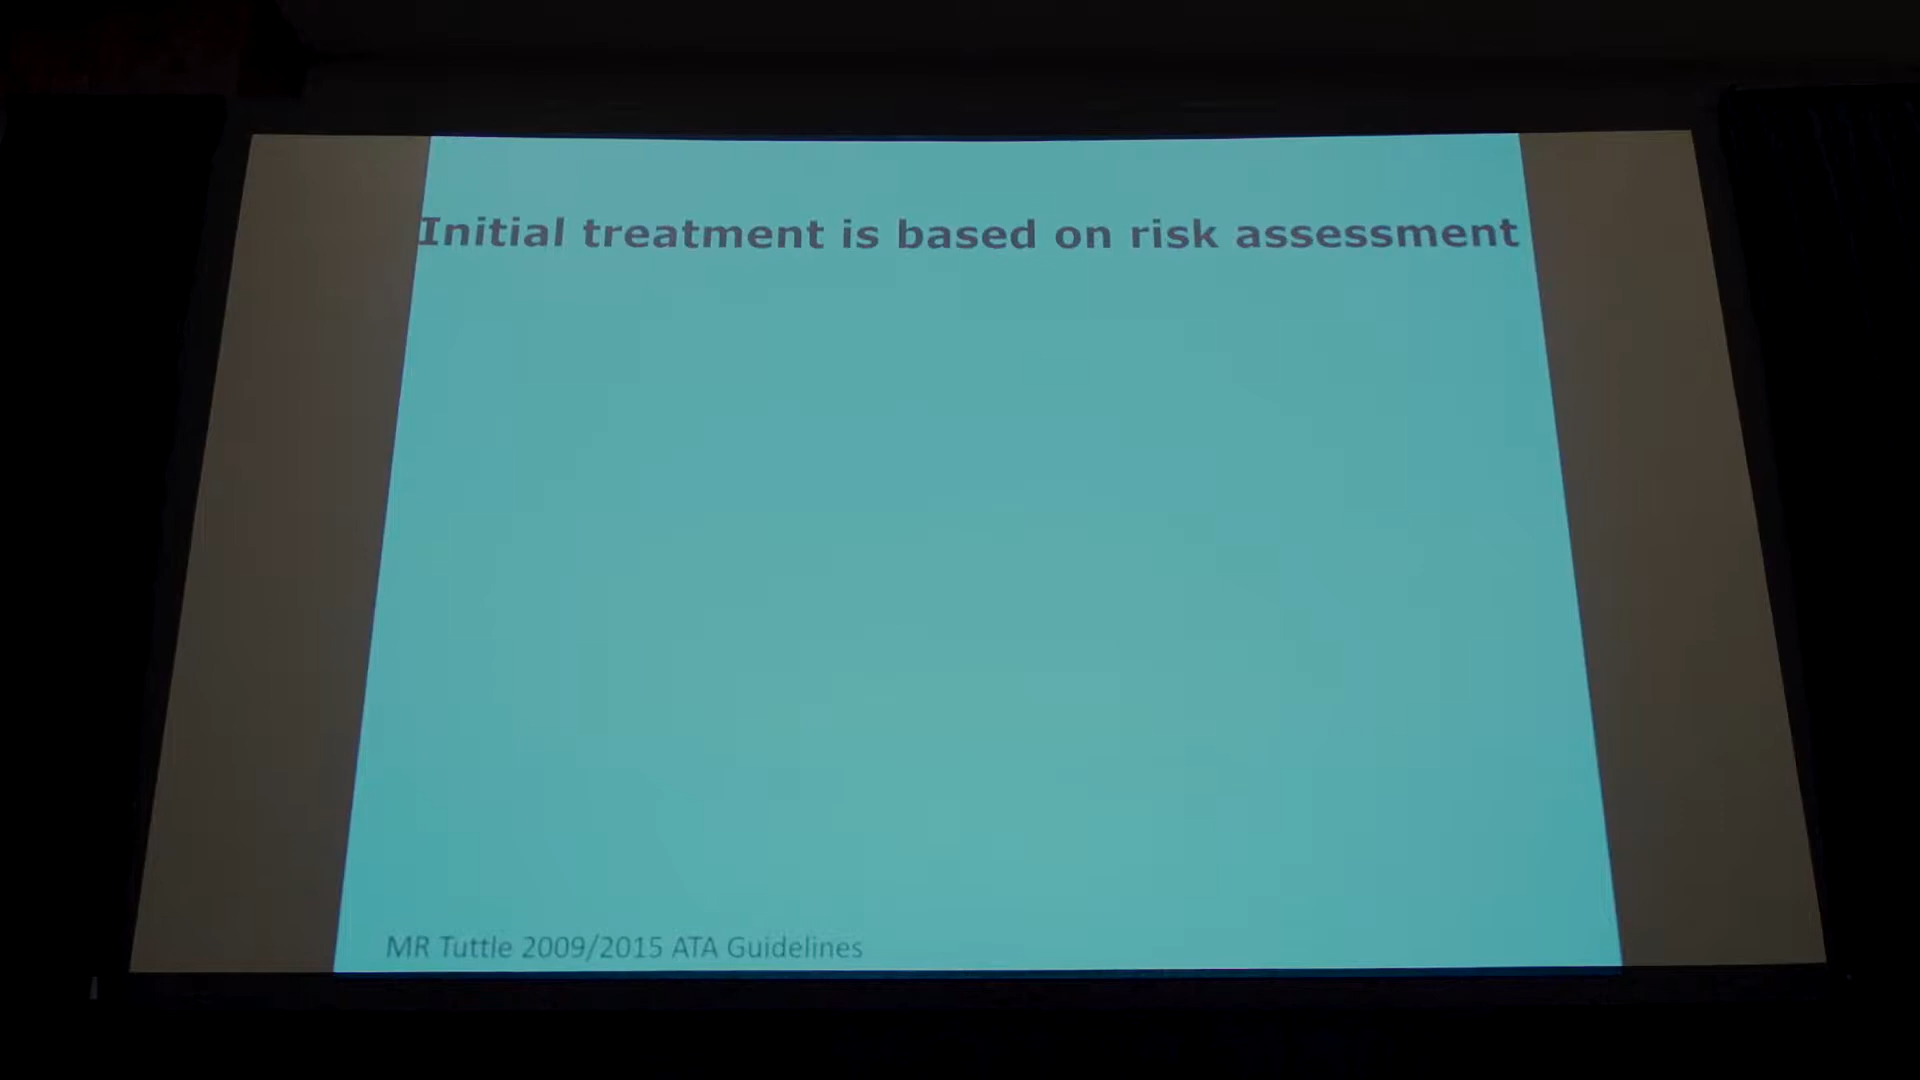 Initial treatment is based on risk assessment
MR Tuttle 2009/2015 ATA Guidelines